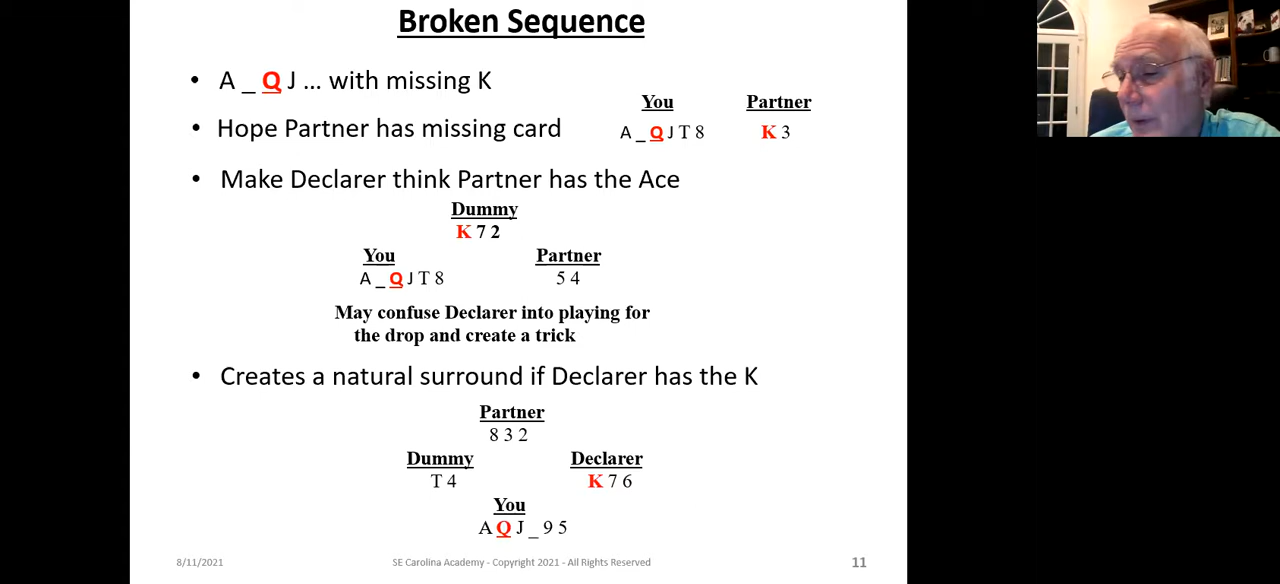 Broken Sequence
• A _ Q J ... with missing K
• Hope Partner has missing card
You Partner
A _ Q J T 8 K 3
• Make Declarer think Partner has the Ace
Dummy
K 7 2
You Partner
A _ Q J T 8 5 4
May confuse Declarer into playing for
the drop and create a trick
• Creates a natural surround if Declarer has the K
Partner
8 3 2
Dummy Declarer
T 4 K 7 6
You
A Q J _ 9 5
8/11/2021 SE Carolina Academy - Copyright 2021 - All Rights Reserved 11